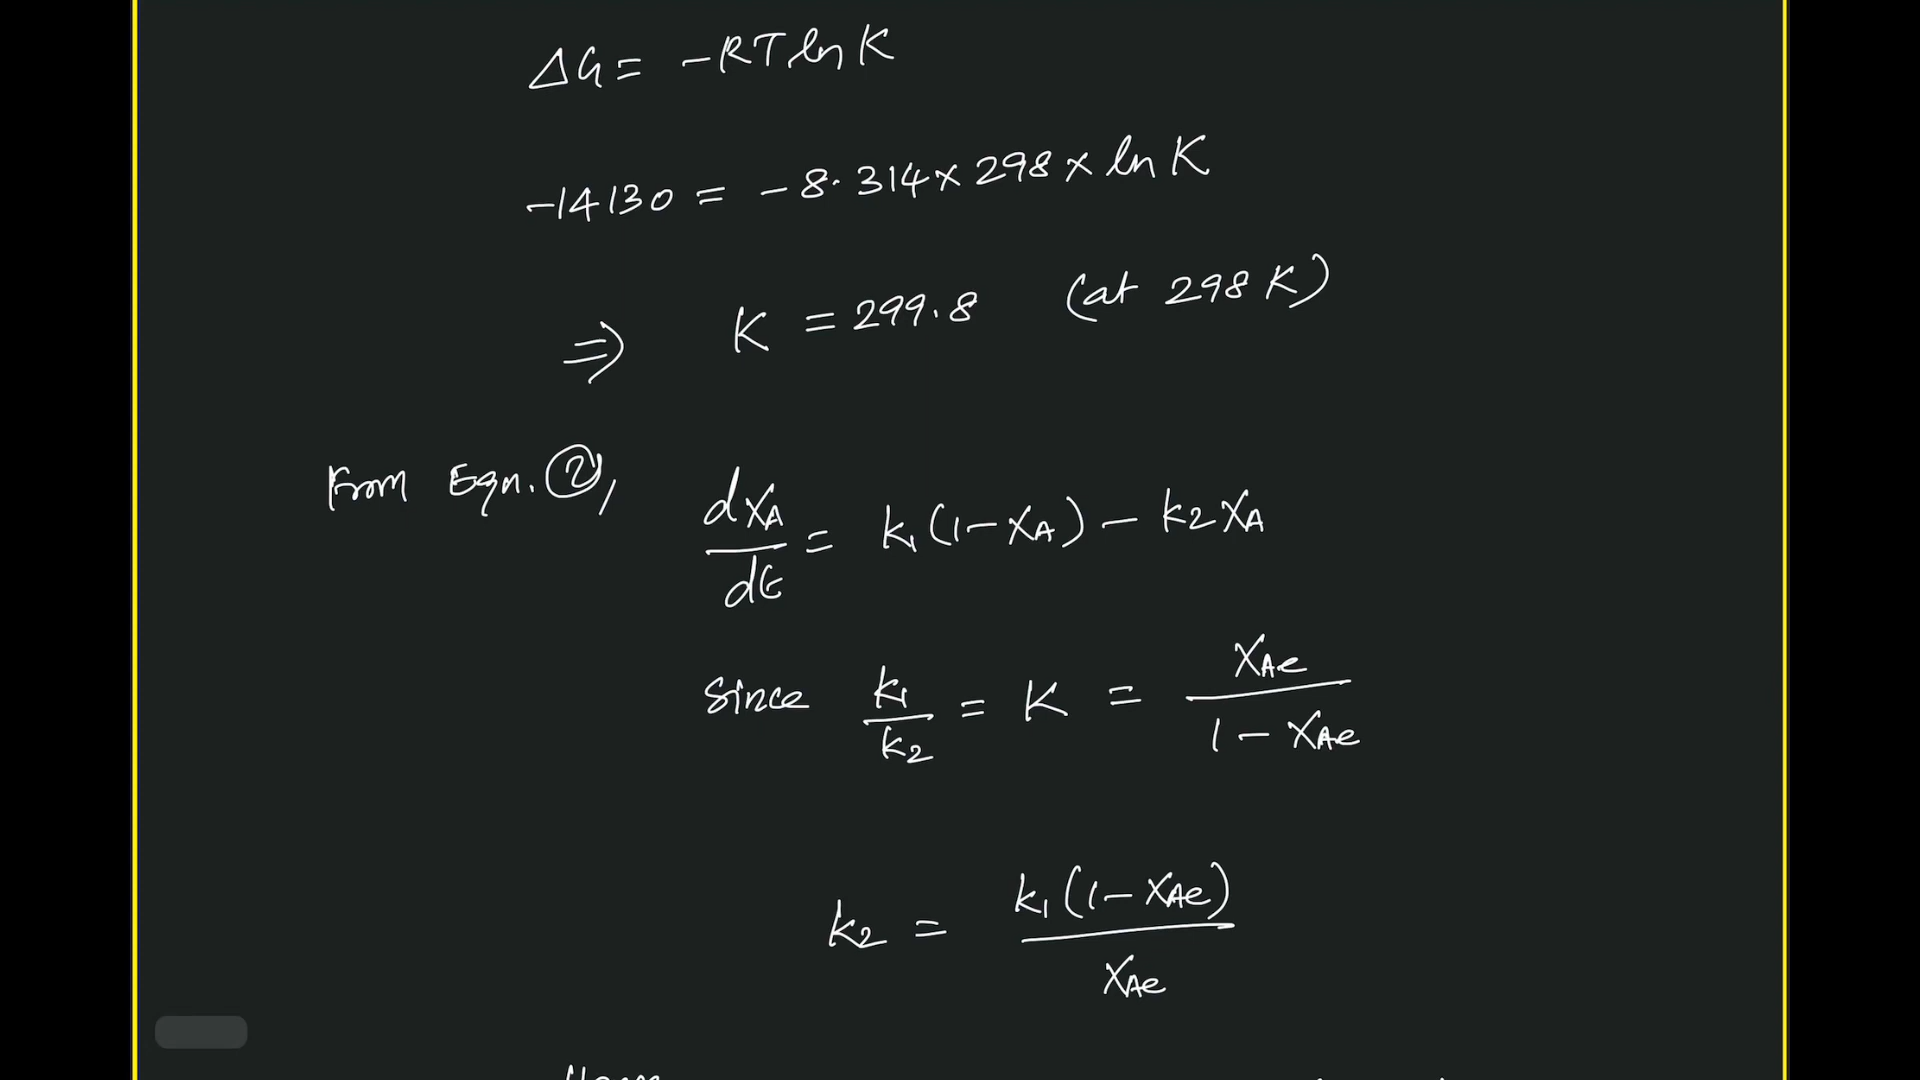 ΔG = -RT ln K
-14130 = -8.314 x 298 x ln K
⇒ K = 299.8 (at 298 K)
From Eqn. ②, dXA/dt = k1(1-XA) - k2XA
Since k1/k2 = K = XAe/(1-XAe)
k2 = k1(1-XAe)/XAe